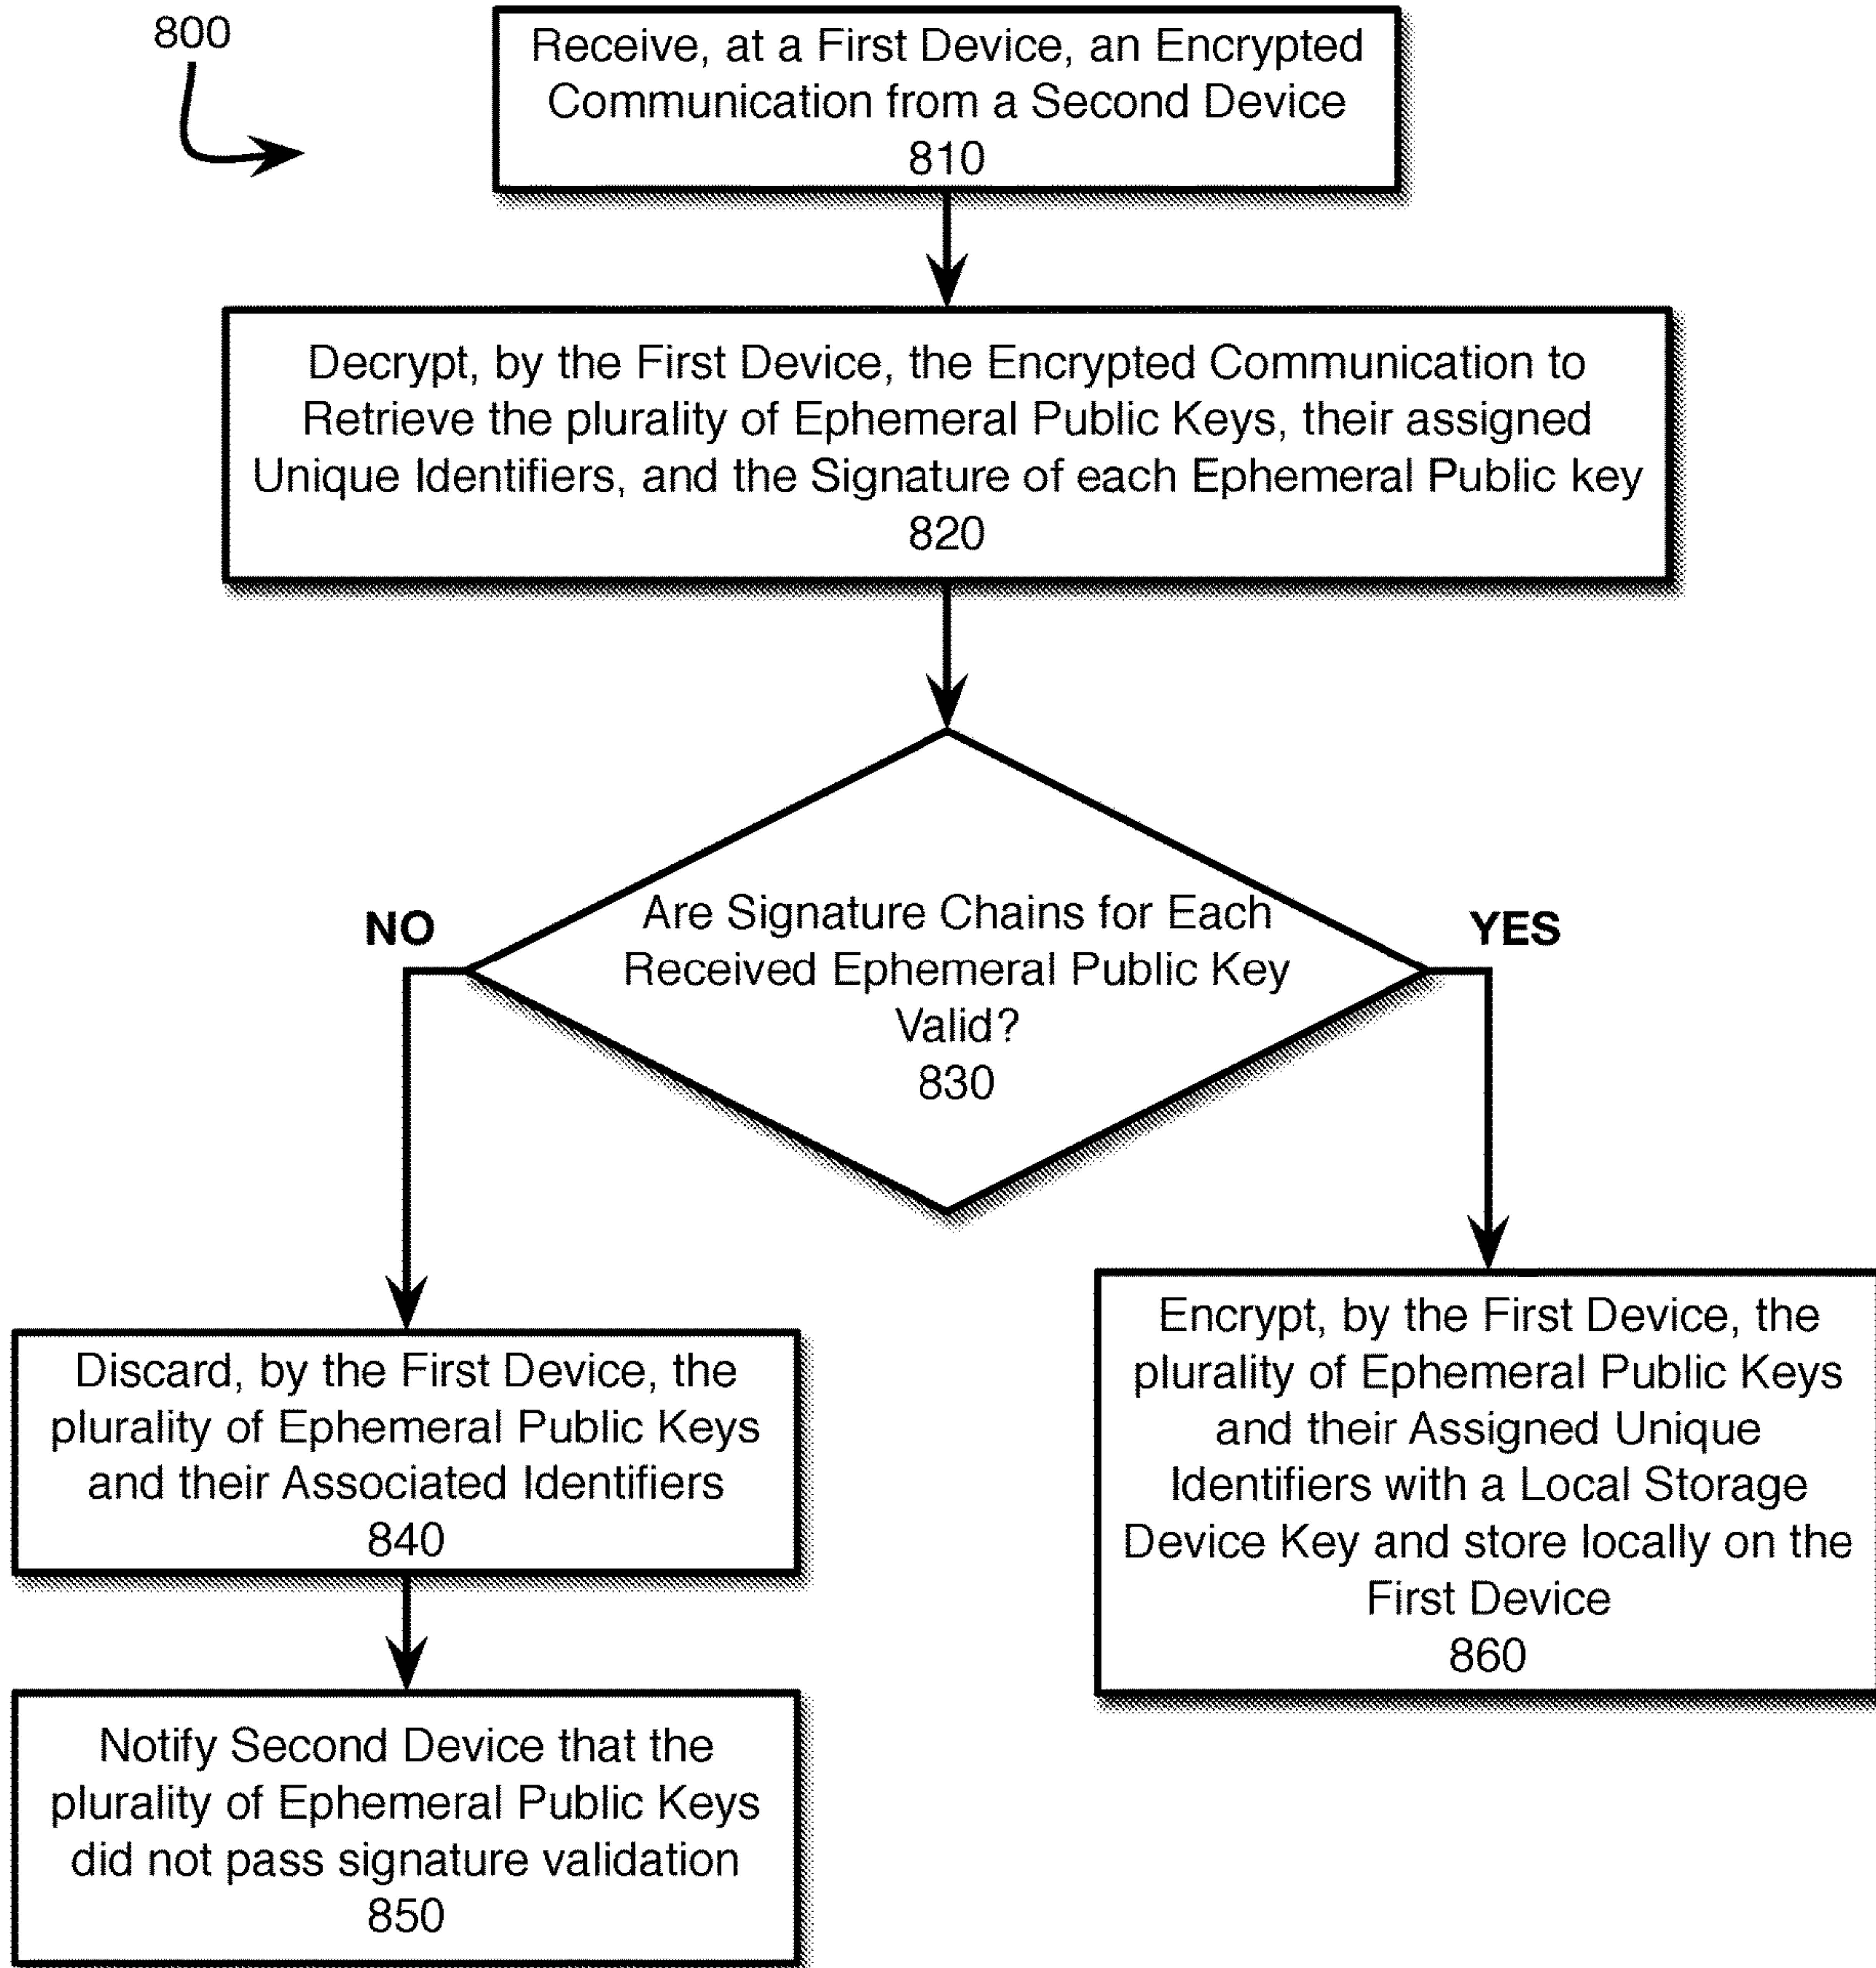 800
Receive, at a First Device, an Encrypted
Communication from a Second Device
810
Decrypt, by the First Device, the Encrypted Communication to
Retrieve the plurality of Ephemeral Public Keys, their assigned
Unique Identifiers, and the Signature of each Ephemeral Public key
820
Are Signature Chains for Each
Received Ephemeral Public Key
Valid?
830
NO
YES
Discard, by the First Device, the
plurality of Ephemeral Public Keys
and their Associated Identifiers
840
Notify Second Device that the
plurality of Ephemeral Public Keys
did not pass signature validation
850
Encrypt, by the First Device, the
plurality of Ephemeral Public Keys
and their Assigned Unique
Identifiers with a Local Storage
Device Key and store locally on the
First Device
860